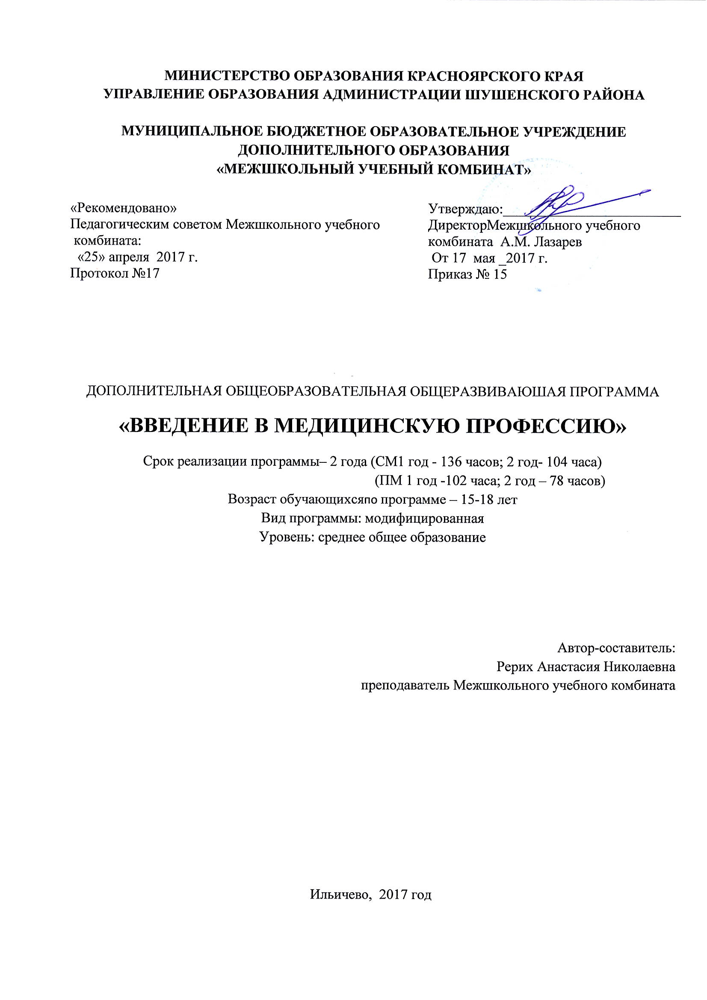 МИНИСТЕРСТВО ОБРАЗОВАНИЯ КРАСНОЯРСКОГО КРАЯ
УПРАВЛЕНИЕ ОБРАЗОВАНИЯ АДМИНИСТРАЦИИ ШУШЕНСКОГО РАЙОНА
МУНИЦИПАЛЬНОЕ БЮДЖЕТНОЕ ОБРАЗОВАТЕЛЬНОЕ УЧРЕЖДЕНИЕ
ДОПОЛНИТЕЛЬНОГО ОБРАЗОВАНИЯ
«МЕЖШКОЛЬНЫЙ УЧЕБНЫЙ КОМБИНАТ»
«Рекомендовано»
Педагогическим советом Межшкольного учебного
комбината:
«25» апреля 2017 г.
Протокол №17
Утверждаю:_________________________
ДиректорМежшкольного учебного
комбината А.М. Лазарев
От 17 мая _2017 г.
Приказ № 15
ДОПОЛНИТЕЛЬНАЯ ОБЩЕОБРАЗОВАТЕЛЬНАЯ ОБЩЕРАЗВИВАЮШАЯ ПРОГРАММА
«ВВЕДЕНИЕ В МЕДИЦИНСКУЮ ПРОФЕССИЮ»
Срок реализации программы– 2 года (СМ1 год - 136 часов; 2 год- 104 часа)
(ПМ 1 год -102 часа; 2 год – 78 часов)
Возраст обучающихсяпо программе – 15-18 лет
Вид программы: модифицированная
Уровень: среднее общее образование
Автор-составитель:
Рерих Анастасия Николаевна
преподаватель Межшкольного учебного комбината
Ильичево, 2017 год